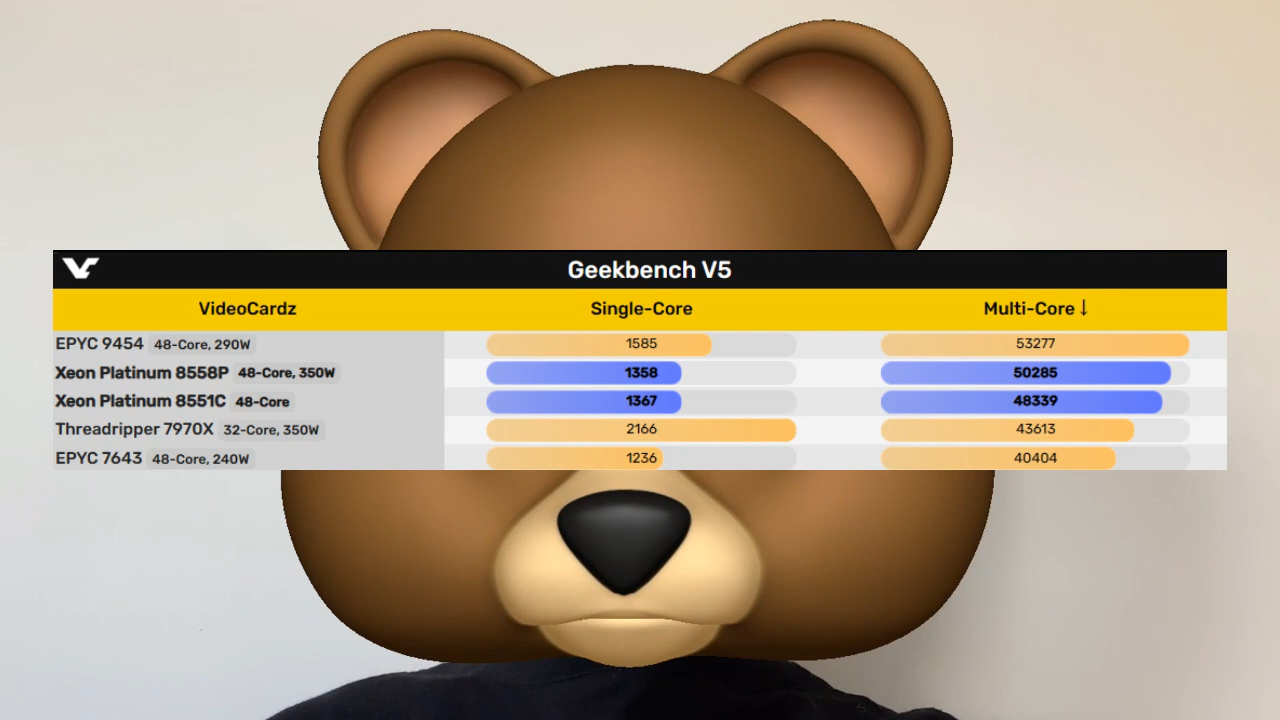 Geekbench V5
VideoCardz Single-Core Multi-Core ↓
EPYC 9454 48-Core, 290W 1585 53277
Xeon Platinum 8558P 48-Core, 350W 1358 50285
Xeon Platinum 8551C 48-Core 1367 48339
Threadripper 7970X 32-Core, 350W 2166 43613
EPYC 7643 48-Core, 240W 1236 40404